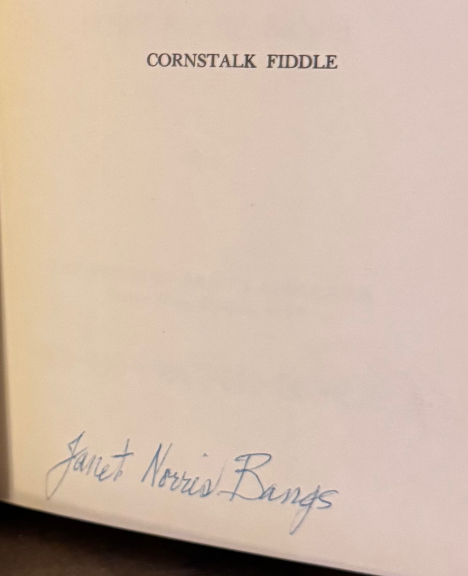 CORNSTALK FIDDLE
Janet Norris Bangs